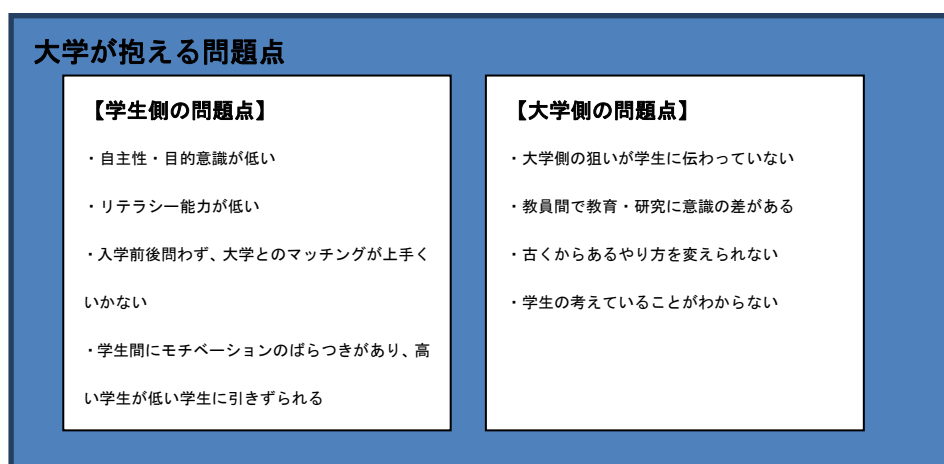 大学が抱える問題点
【学生側の問題点】
・自主性・目的意識が低い
・リテラシー能力が低い
・入学前後問わず、大学とのマッチングが上手く
いかない
・学生間にモチベーションのばらつきがあり、高
い学生が低い学生に引きずられる
【大学側の問題点】
・大学側の狙いが学生に伝わっていない
・教員間で教育・研究に意識の差がある
・古くからあるやり方を変えられない
・学生の考えていることがわからない